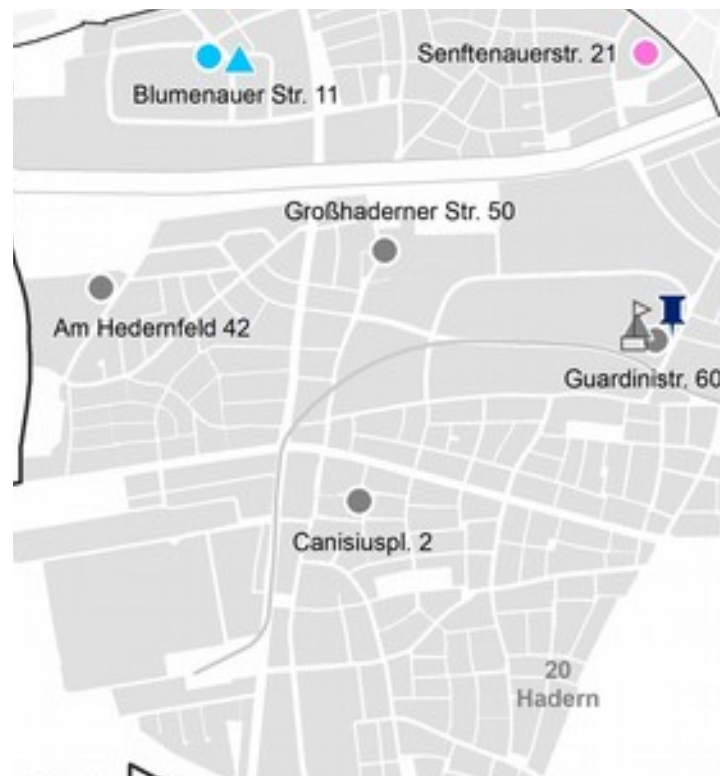 Senftenauerstr. 21
Blumenauer Str. 11
Großhaderner Str. 50
Am Hedernfeld 42
Guardinistr. 60
Canisiuspl. 2
20
Hadern